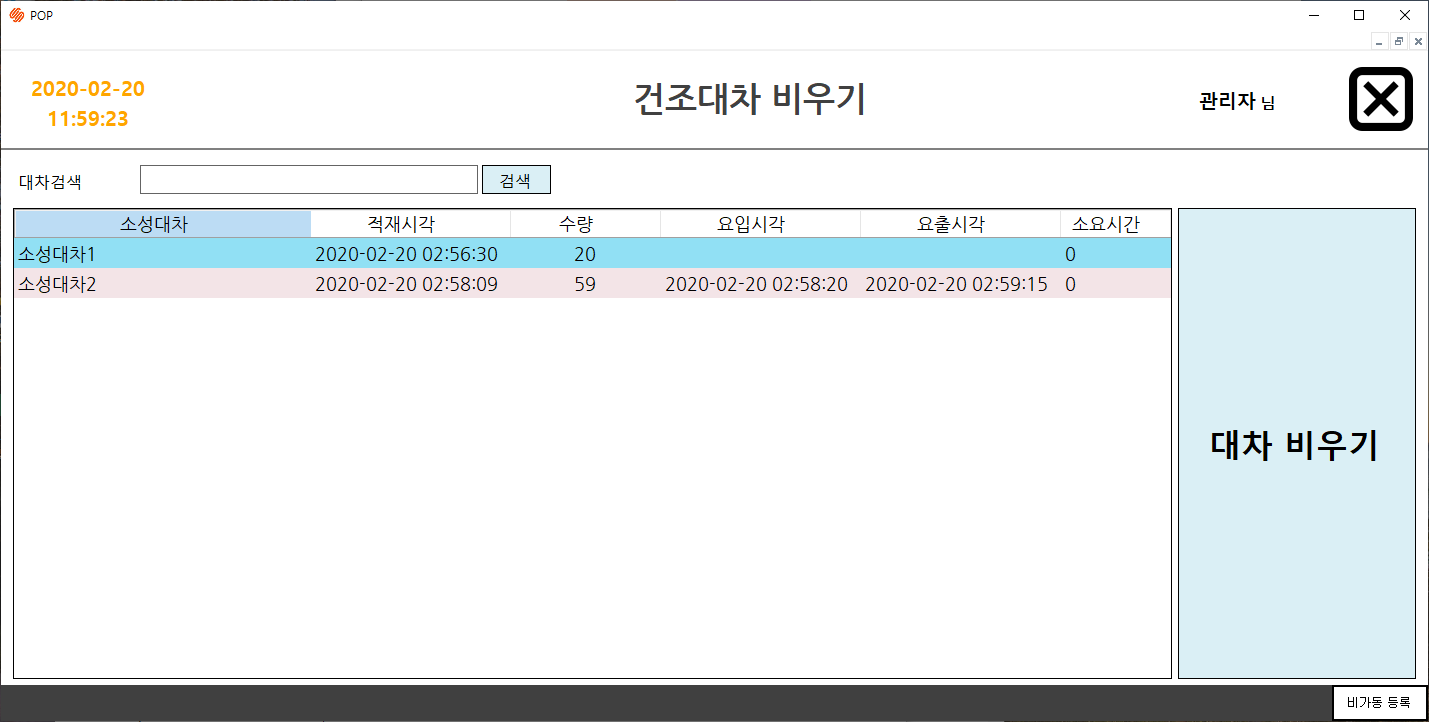 POP
2020-02-20
11:59:23
건조대차 비우기
관리자 님
대차검색
검색
소성대차 적재시각 수량 요입시각 요출시각 소요시간
소성대차1 2020-02-20 02:56:30 20 0
소성대차2 2020-02-20 02:58:09 59 2020-02-20 02:58:20 2020-02-20 02:59:15 0
대차 비우기
비가동 등록